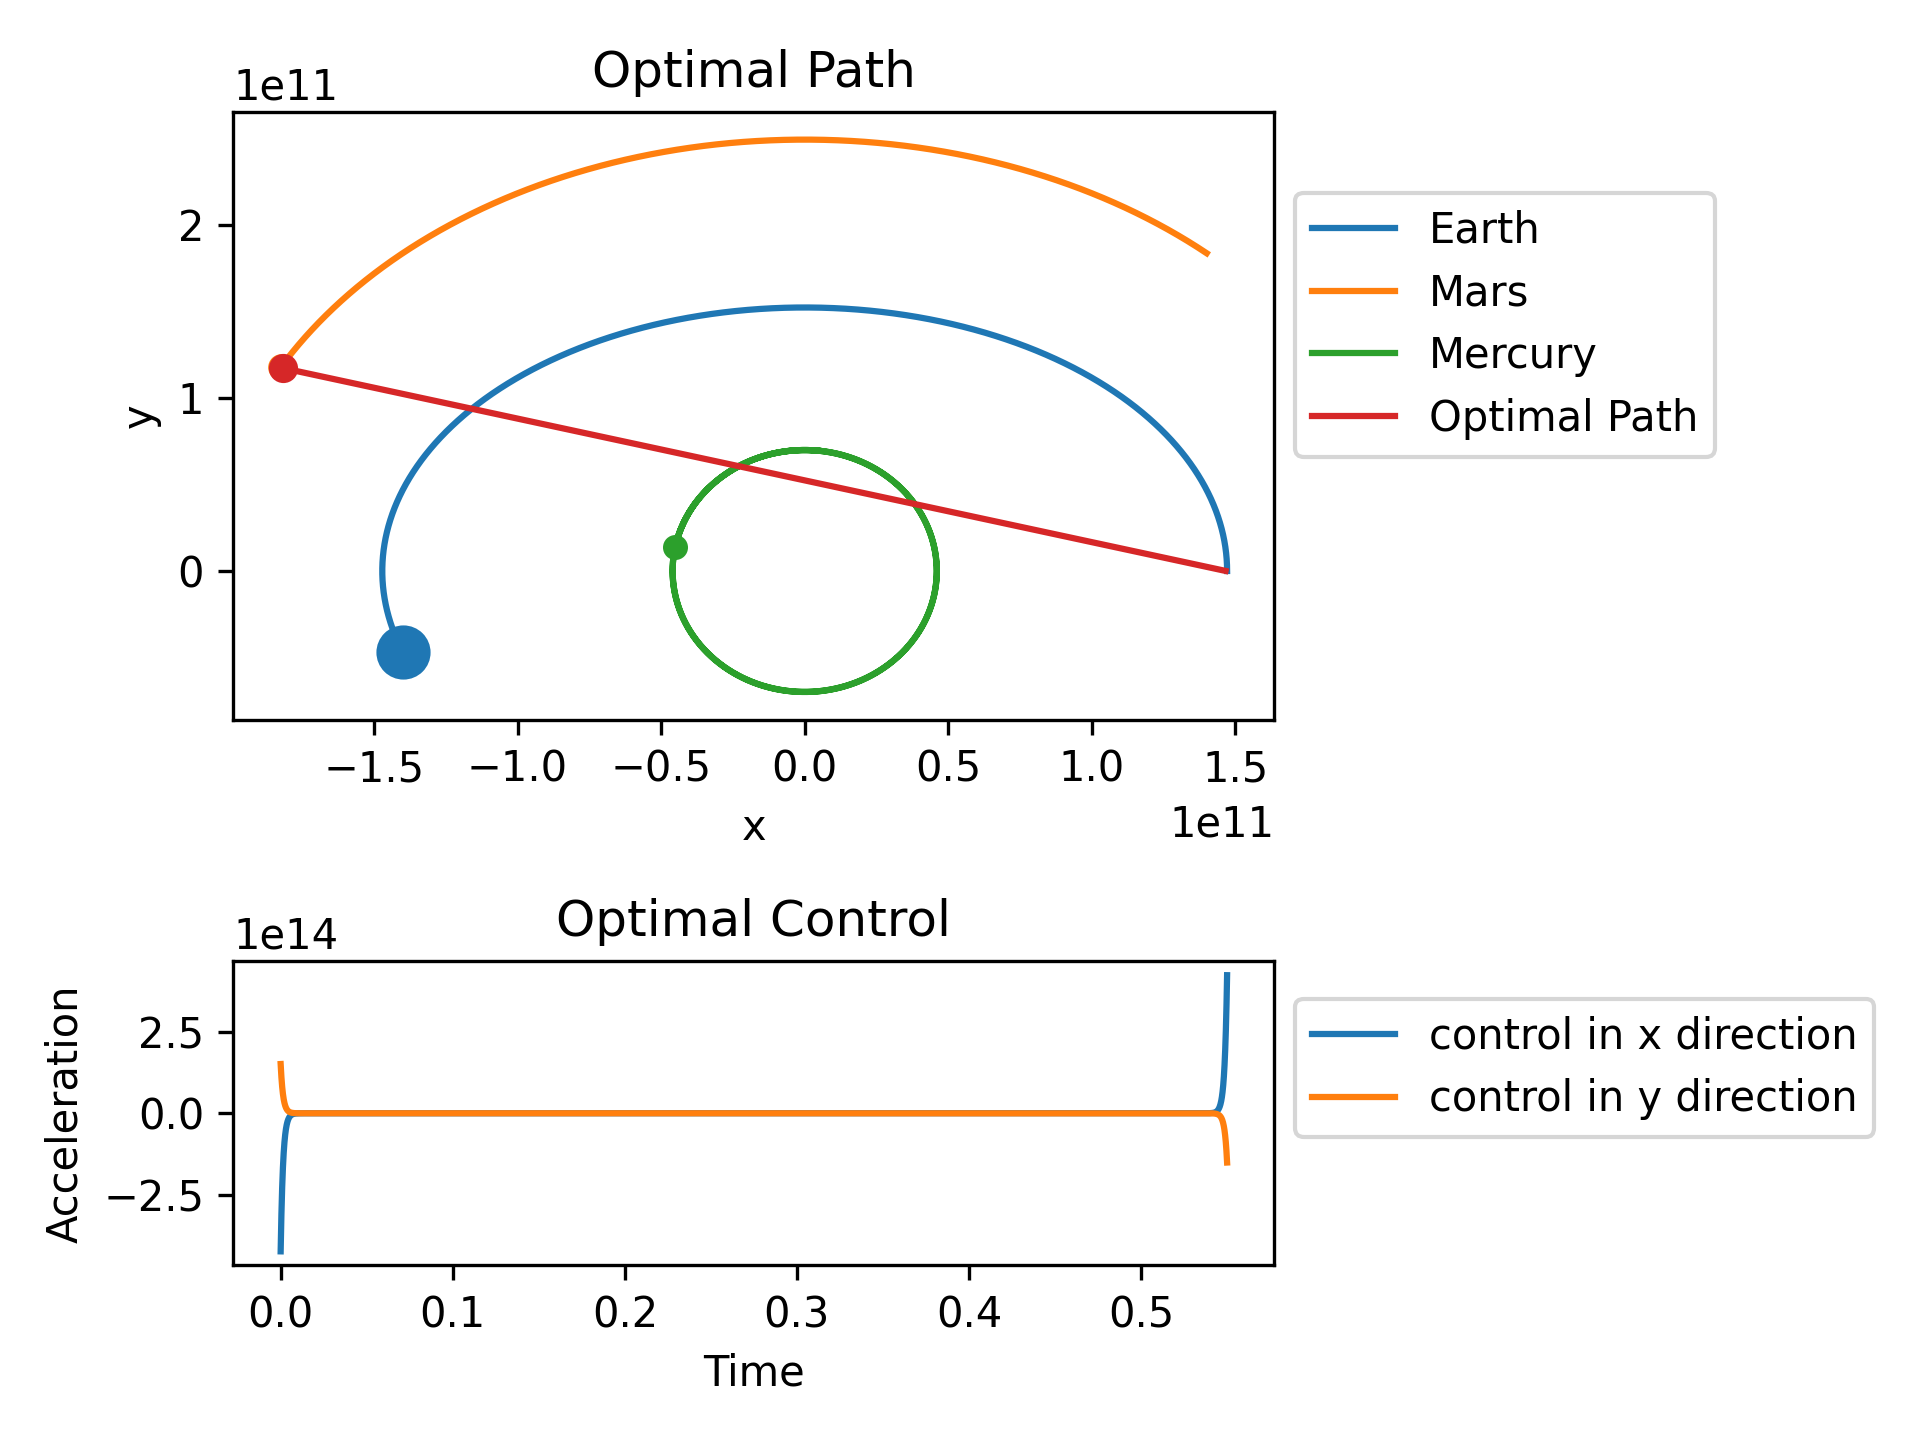 Optimal Path
1e11
Earth
Mars
Mercury
Optimal Path
y
2
1
0
−1.5 −1.0 −0.5 0.0 0.5 1.0 1.5
x
1e11
Optimal Control
1e14
control in x direction
control in y direction
Acceleration
2.5
0.0
−2.5
0.0 0.1 0.2 0.3 0.4 0.5
Time